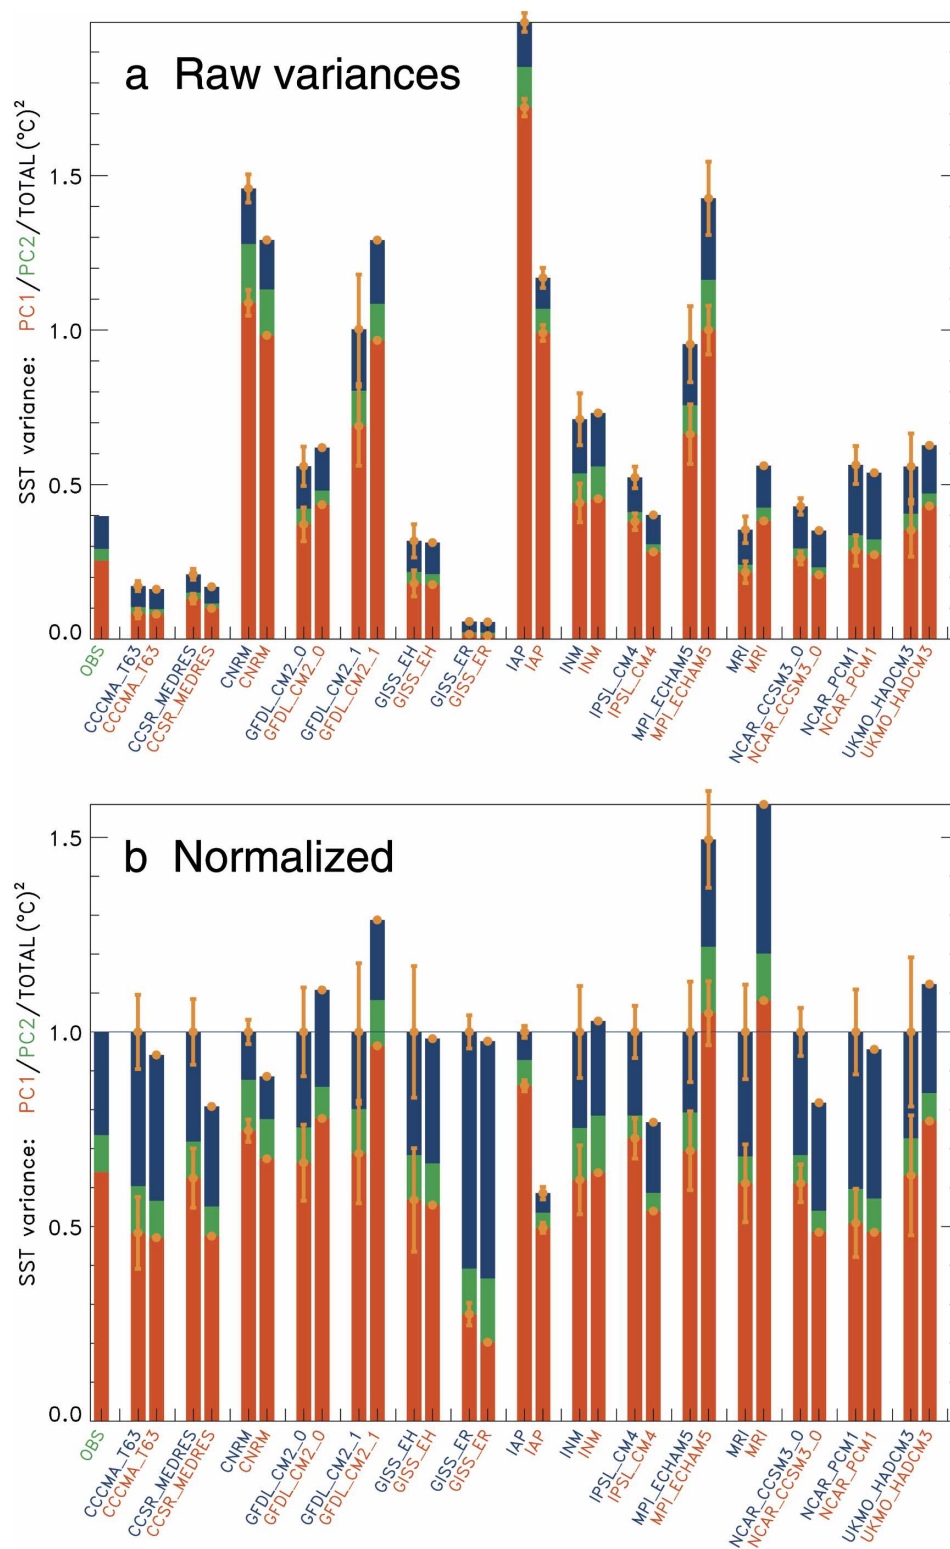 a Raw variances
SST variance: PC1/PC2/TOTAL (°C)²
1.5
1.0
0.5
0.0
OBS
CCCMA_T63
CCCMA_T63
CCSR_MEDRES
CCSR_MEDRES
CNRM
CNRM
GFDL_CM2_0
GFDL_CM2_0
GFDL_CM2_1
GFDL_CM2_1
GISS_EH
GISS_EH
GISS_ER
GISS_ER
IAP
IAP
INM
INM
IPSL_CM4
IPSL_CM4
MPI_ECHAM5
MPI_ECHAM5
MRI
MRI
NCAR_CCSM3_0
NCAR_CCSM3_0
NCAR_PCM1
NCAR_PCM1
UKMO_HADCM3
UKMO_HADCM3
b Normalized
SST variance: PC1/PC2/TOTAL (°C)²
1.5
1.0
0.5
0.0
OBS
CCCMA_T63
CCCMA_T63
CCSR_MEDRES
CCSR_MEDRES
CNRM
CNRM
GFDL_CM2_0
GFDL_CM2_0
GFDL_CM2_1
GFDL_CM2_1
GISS_EH
GISS_EH
GISS_ER
GISS_ER
IAP
IAP
INM
INM
IPSL_CM4
IPSL_CM4
MPI_ECHAM5
MPI_ECHAM5
MRI
MRI
NCAR_CCSM3_0
NCAR_CCSM3_0
NCAR_PCM1
NCAR_PCM1
UKMO_HADCM3
UKMO_HADCM3